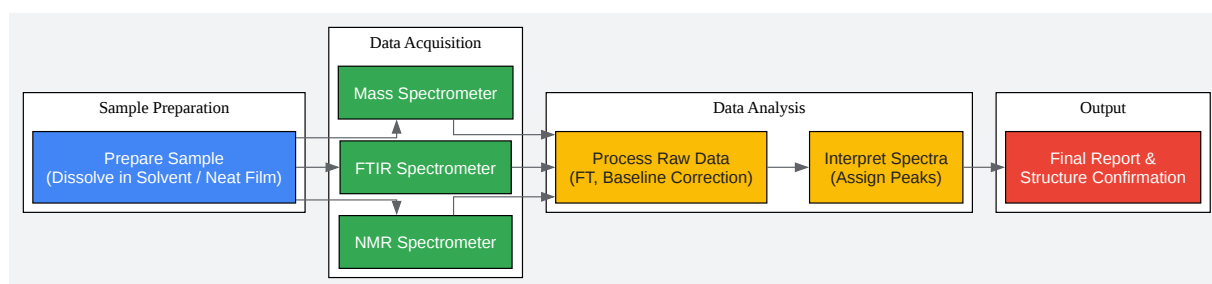 Sample Preparation
Prepare Sample
(Dissolve in Solvent / Neat Film)
Data Acquisition
Mass Spectrometer
FTIR Spectrometer
NMR Spectrometer
Data Analysis
Process Raw Data
(FT, Baseline Correction)
Interpret Spectra
(Assign Peaks)
Output
Final Report &
Structure Confirmation